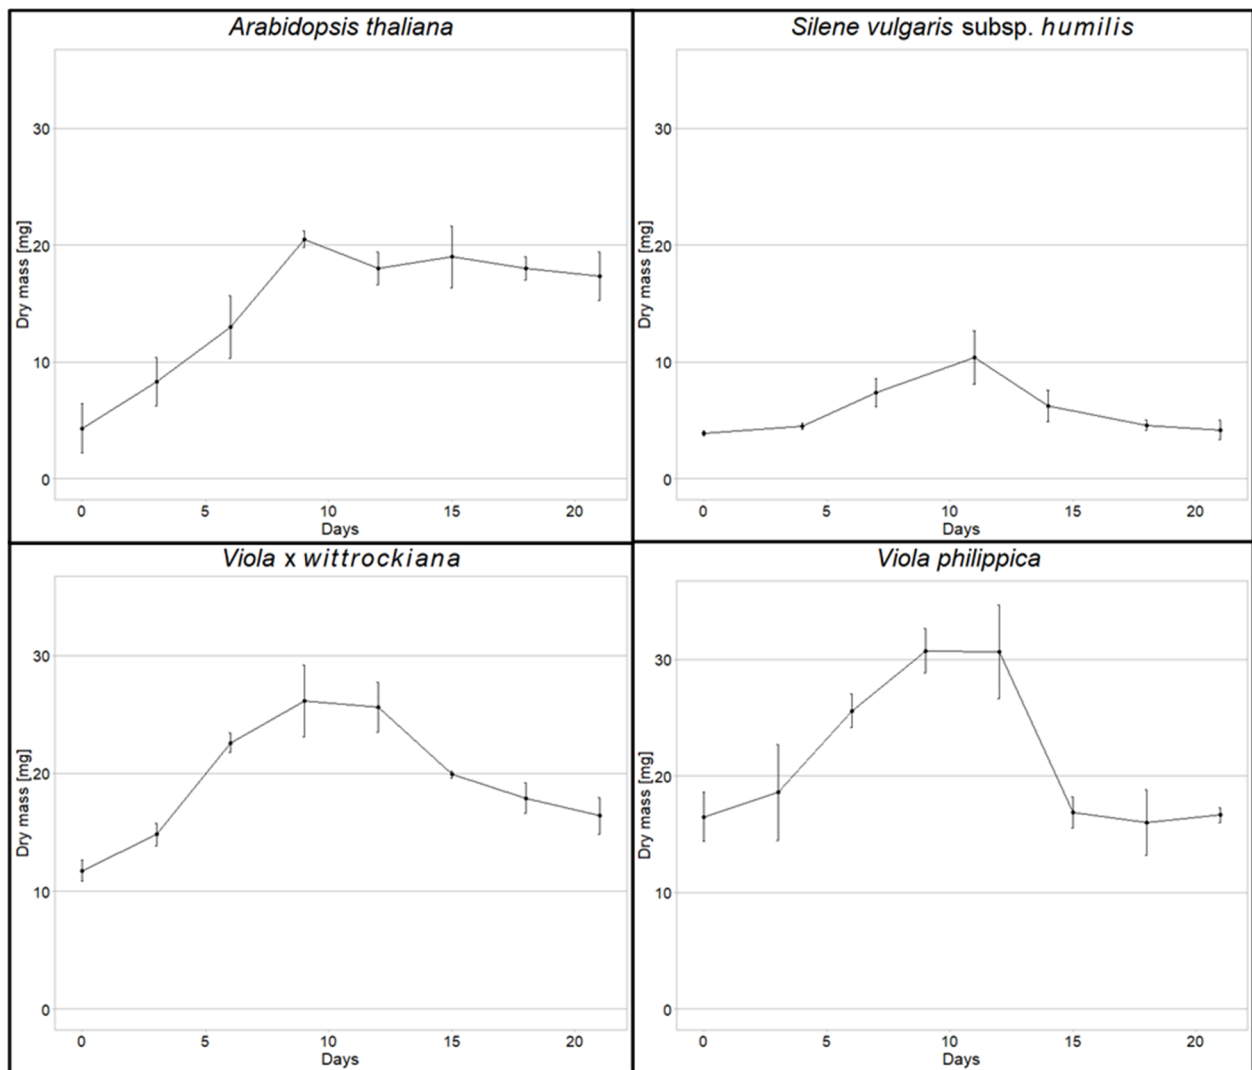 Arabidopsis thaliana
30
20
10
0
Dry mass [mg]
0 5 10 15 20
Days
Silene vulgaris subsp. humilis
30
20
10
0
Dry mass [mg]
0 5 10 15 20
Days
Viola x wittrockiana
30
20
10
0
Dry mass [mg]
0 5 10 15 20
Days
Viola philippica
30
20
10
0
Dry mass [mg]
0 5 10 15 20
Days